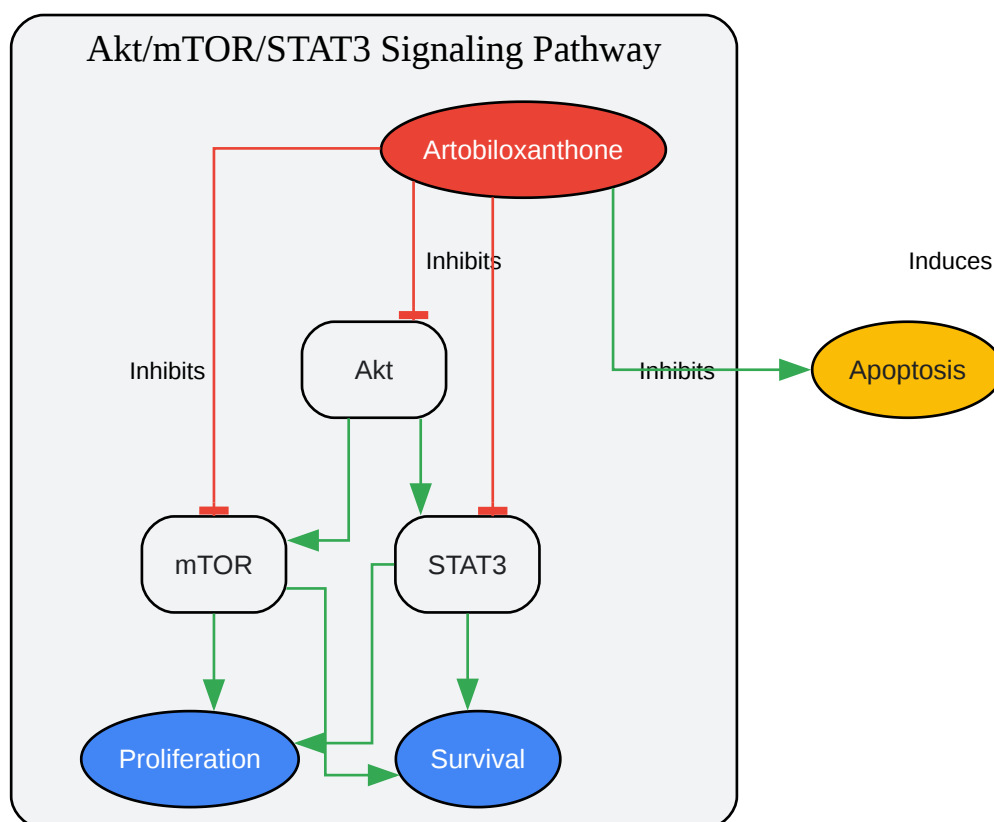 Akt/mTOR/STAT3 Signaling Pathway
Artobiloxanthone
Inhibits
Induces
Akt
Inhibits
Inhibits
Apoptosis
mTOR
STAT3
Proliferation
Survival